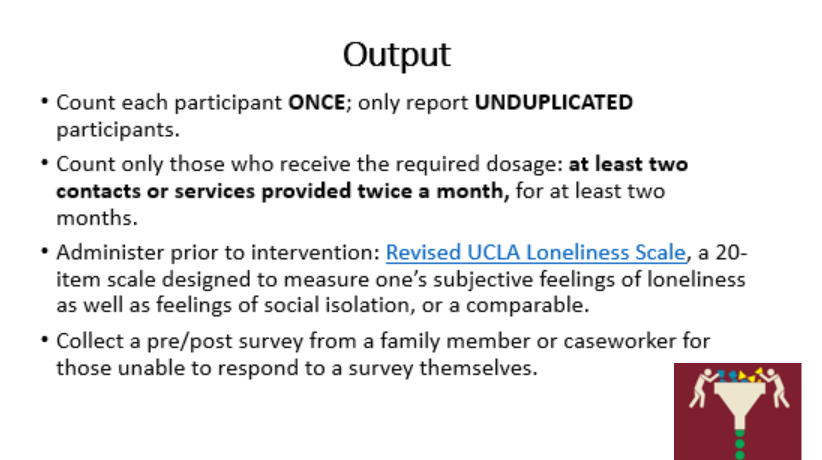 Output
• Count each participant ONCE; only report UNDUPLICATED
participants.
• Count only those who receive the required dosage: at least two
contacts or services provided twice a month, for at least two
months.
• Administer prior to intervention: Revised UCLA Loneliness Scale, a 20-
item scale designed to measure one’s subjective feelings of loneliness
as well as feelings of social isolation, or a comparable.
• Collect a pre/post survey from a family member or caseworker for
those unable to respond to a survey themselves.